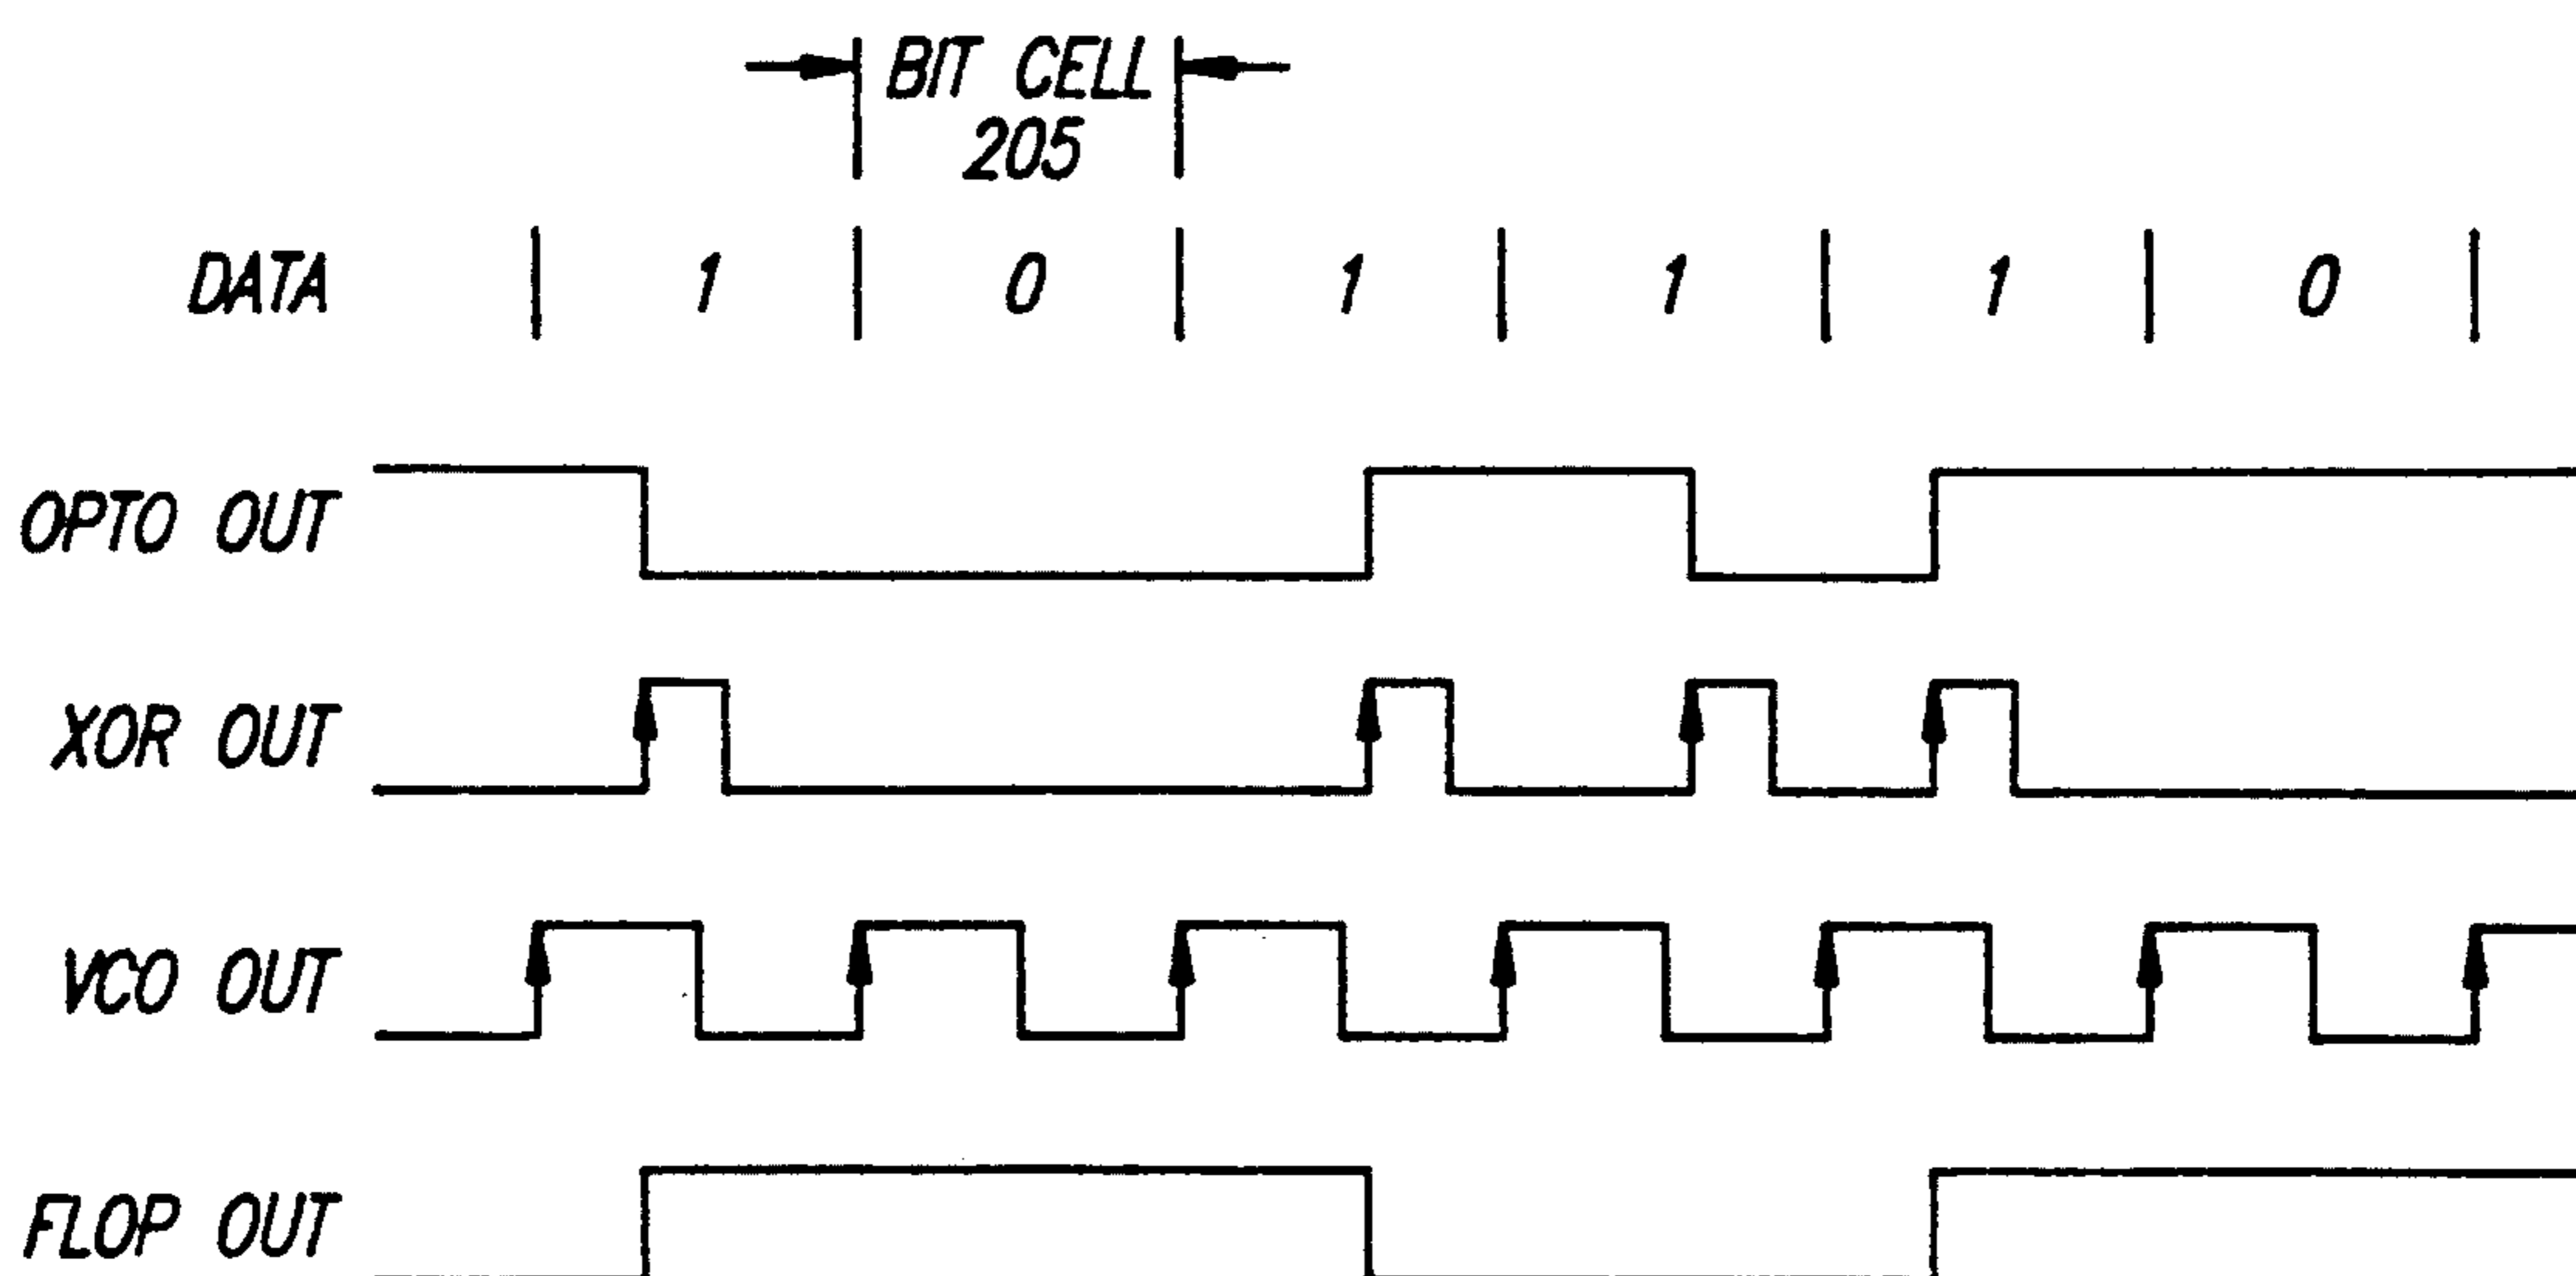 BIT CELL
205
DATA | 1 | 0 | 1 | 1 | 1 | 0 |
OPTO OUT
XOR OUT
VCO OUT
FLOP OUT